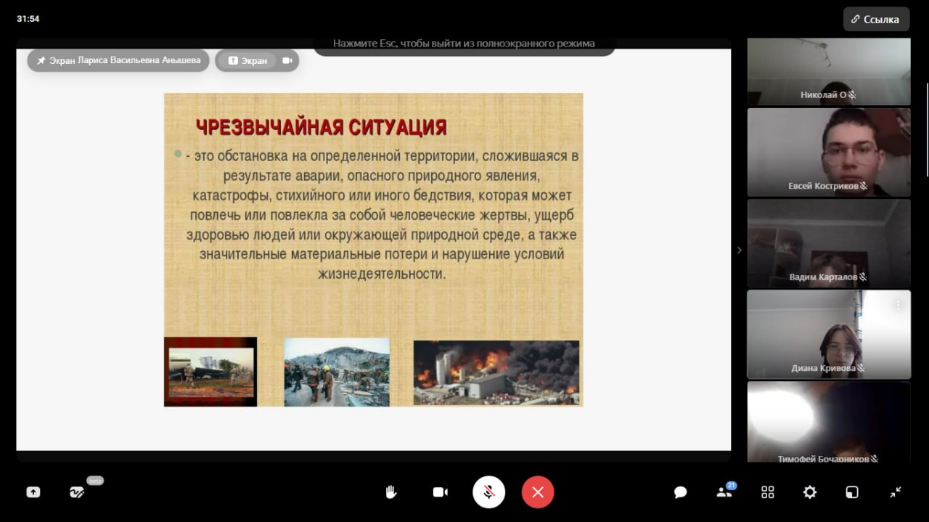 31:54
Ссылка
Нажмите Esc, чтобы выйти из полноэкранного режима
Экран Лариса Васильевна Анышева
Экран
ЧРЕЗВЫЧАЙНАЯ СИТУАЦИЯ
- это обстановка на определенной территории, сложившаяся в
результате аварии, опасного природного явления,
катастрофы, стихийного или иного бедствия, которая может
повлечь или повлекла за собой человеческие жертвы, ущерб
здоровью людей или окружающей природной среде, а также
значительные материальные потери и нарушение условий
жизнедеятельности.
Николай О
Евсей Костриков
Вадим Карталов
Диана Кривова
Тимофей Бочарников
beta
21